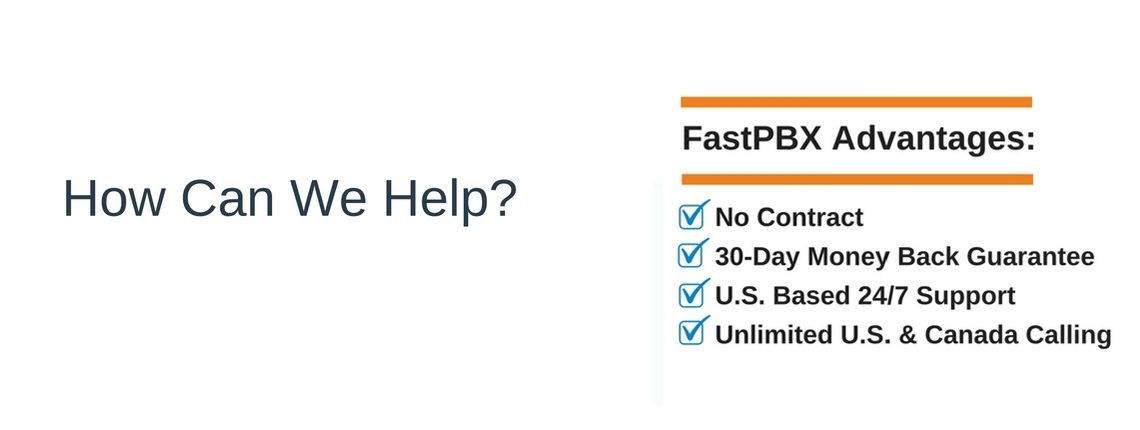 How Can We Help?
FastPBX Advantages:
No Contract
30-Day Money Back Guarantee
U.S. Based 24/7 Support
Unlimited U.S. & Canada Calling